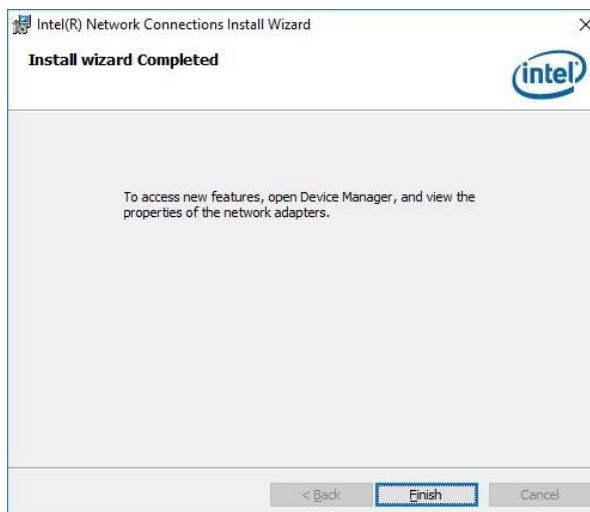 Intel(R) Network Connections Install Wizard
Install wizard Completed
intel
To access new features, open Device Manager, and view the
properties of the network adapters.
< Back
Finish
Cancel